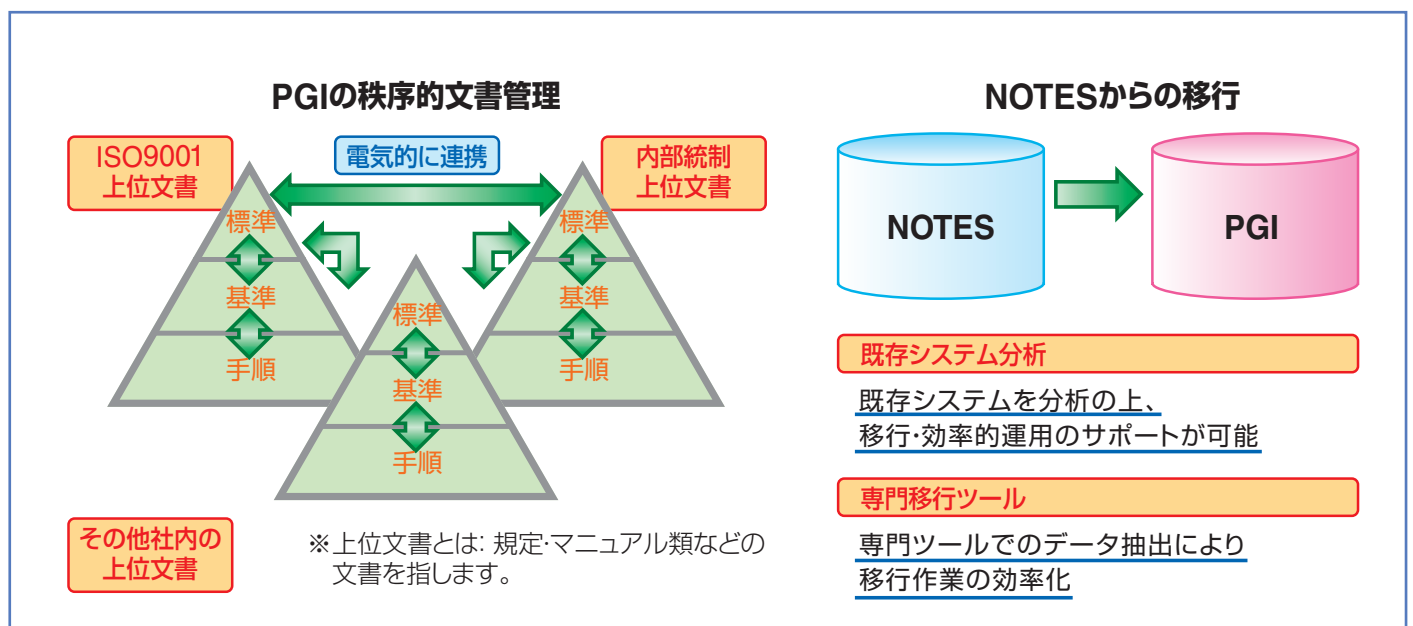 PGIの秩序的文書管理
ISO9001
上位文書
電気的に連携
内部統制
上位文書
標準
基準
手順
標準
基準
手順
標準
基準
手順
その他社内の
上位文書
※上位文書とは: 規定・マニュアル類などの
文書を指します。
NOTESからの移行
NOTES
PGI
既存システム分析
既存システムを分析の上、
移行・効率的運用のサポートが可能
専門移行ツール
専門ツールでのデータ抽出により
移行作業の効率化